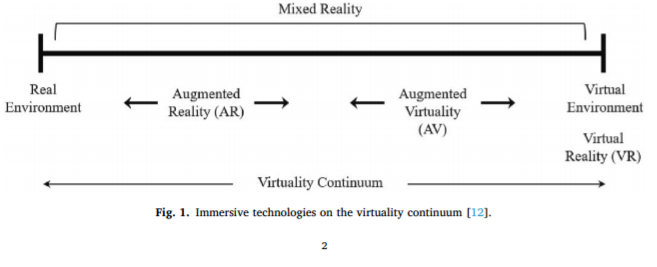 Mixed Reality
Real
Environment
Augmented
Reality (AR)
Augmented
Virtuality
(AV)
Virtual
Environment
Virtual
Reality (VR)
Virtuality Continuum
Fig. 1. Immersive technologies on the virtuality continuum [12].
2